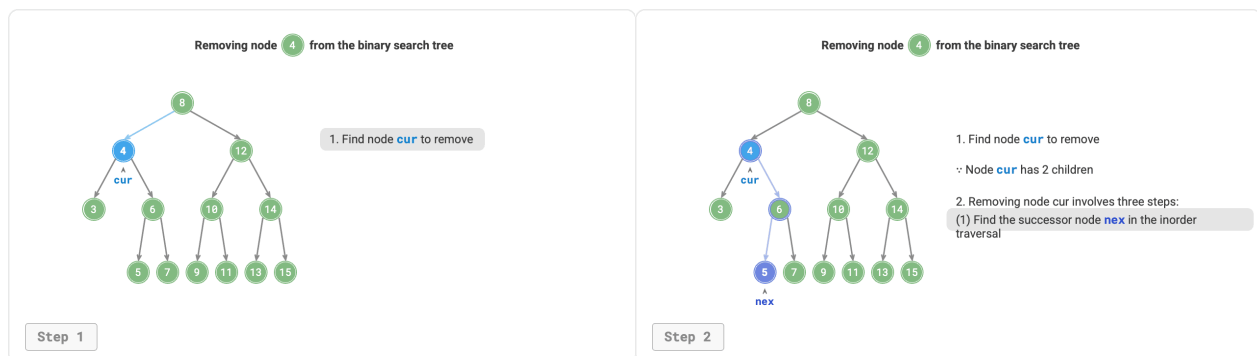 Removing node 4 from the binary search tree
8
1. Find node cur to remove
4
12
cur
3
6
10
14
5
7
9
11
13
15
Step 1
Removing node 4 from the binary search tree
8
1. Find node cur to remove
4
12
∵ Node cur has 2 children
cur
2. Removing node cur involves three steps:
3
6
10
14
(1) Find the successor node nex in the inorder
traversal
5
7
9
11
13
15
nex
Step 2